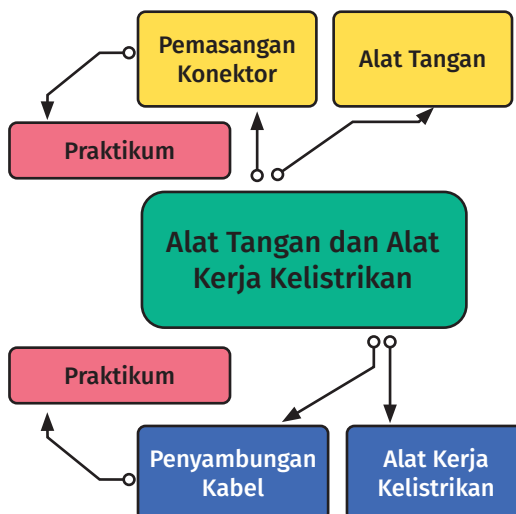 Pemasangan
Konektor
Alat Tangan
Praktikum
Alat Tangan dan Alat
Kerja Kelistrikan
Praktikum
Penyambungan
Kabel
Alat Kerja
Kelistrikan